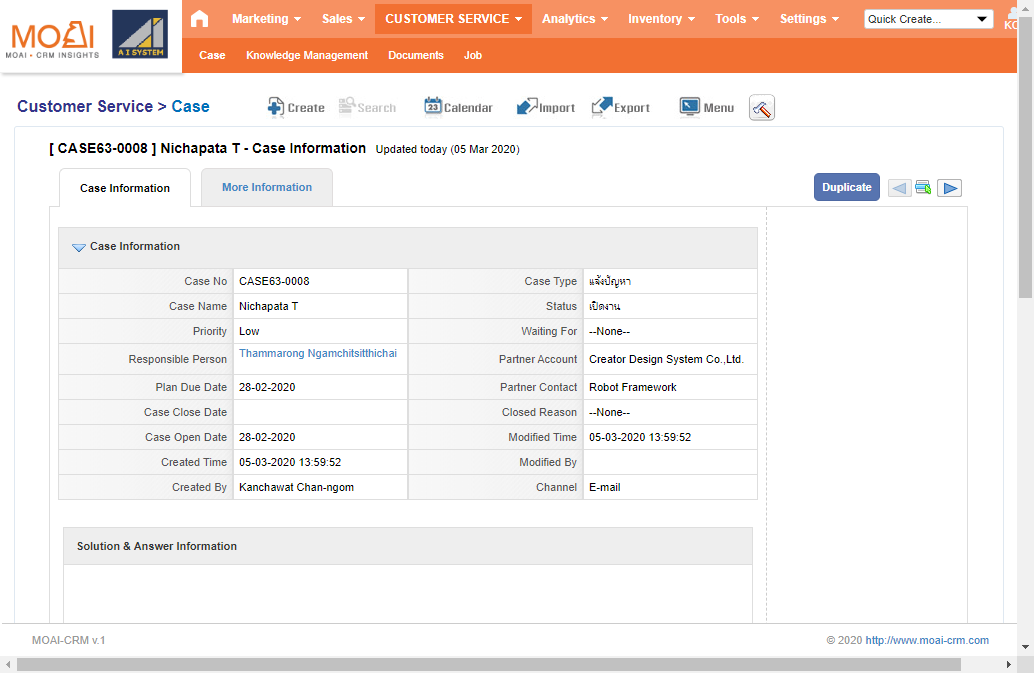 MOAI
MOAI • CRM INSIGHTS
A I SYSTEM
Marketing Sales CUSTOMER SERVICE Analytics Inventory Tools Settings Quick Create...
Case Knowledge Management Documents Job
Customer Service > Case Create Search 23 Calendar Import Export Menu
[ CASE63-0008 ] Nichapata T - Case Information Updated today (05 Mar 2020)
Case Information More Information Duplicate
Case Information
Case No CASE63-0008 Case Type แจ้งปัญหา
Case Name Nichapata T Status เปิดงาน
Priority Low Waiting For --None--
Responsible Person Thammarong Ngamchitsitthichai Partner Account Creator Design System Co.,Ltd.
Plan Due Date 28-02-2020 Partner Contact Robot Framework
Case Close Date Closed Reason --None--
Case Open Date 28-02-2020 Modified Time 05-03-2020 13:59:52
Created Time 05-03-2020 13:59:52 Modified By
Created By Kanchawat Chan-ngom Channel E-mail
Solution & Answer Information
MOAI-CRM v.1 © 2020 http://www.moai-crm.com